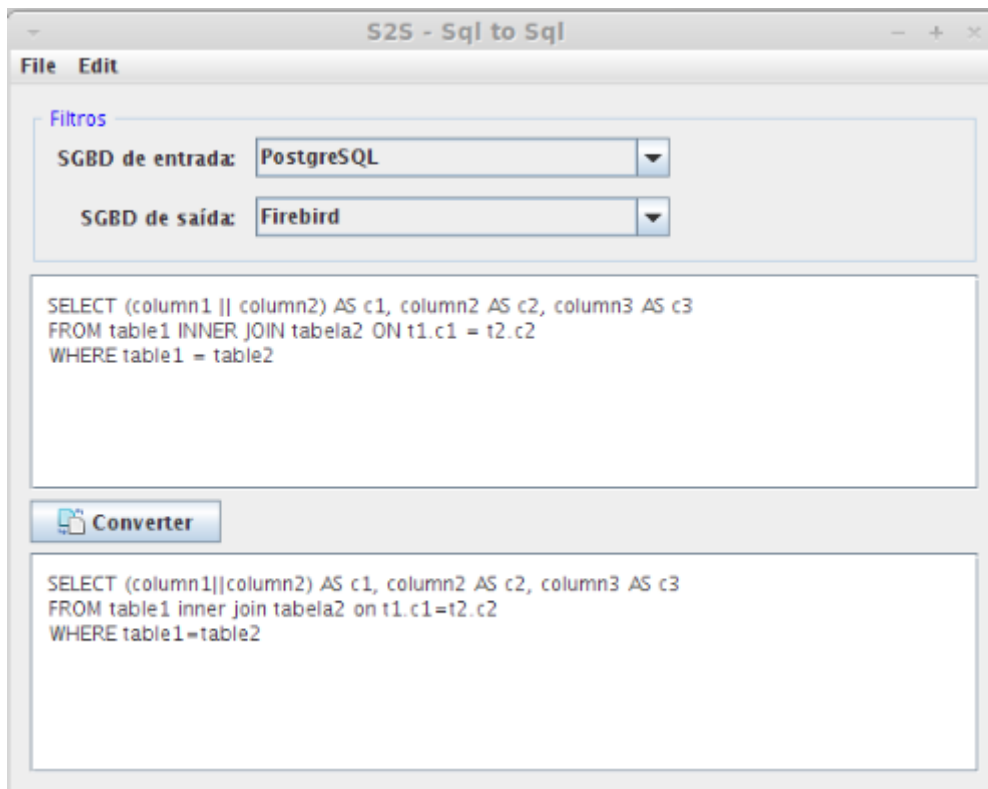 S2S - Sql to Sql
File Edit
Filtros
SGBD de entrada: PostgreSQL
SGBD de saída: Firebird
SELECT (column1 || column2) AS c1, column2 AS c2, column3 AS c3
FROM table1 INNER JOIN tabela2 ON t1.c1 = t2.c2
WHERE table1 = table2
Converter
SELECT (column1||column2) AS c1, column2 AS c2, column3 AS c3
FROM table1 inner join tabela2 on t1.c1=t2.c2
WHERE table1=table2